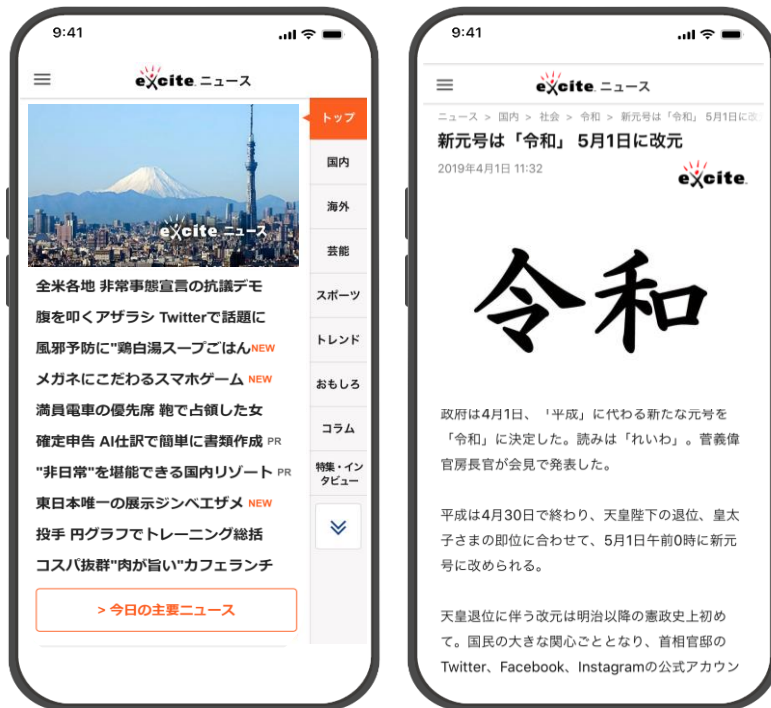 9:41
excite. ニュース
excite. ニュース
全米各地 非常事態宣言の抗議デモ
腹を叩くアザラシ Twitterで話題に
風邪予防に"鶏白湯スープごはんNEW
メガネにこだわるスマホゲーム NEW
満員電車の優先席 鞄で占領した女
確定申告 AI仕訳で簡単に書類作成 PR
"非日常"を堪能できる国内リゾート PR
東日本唯一の展示ジンベエザメ NEW
投手 円グラフでトレーニング総括
コスパ抜群"肉が旨い"カフェランチ
> 今日の主要ニュース
トップ
国内
海外
芸能
スポーツ
トレンド
おもしろ
コラム
特集・イン
タビュー
9:41
excite. ニュース
ニュース > 国内 > 社会 > 令和 > 新元号は「令和」 5月1日に改
新元号は「令和」 5月1日に改元
2019年4月1日 11:32
excite.
令和
政府は4月1日、「平成」に代わる新たな元号を
「令和」に決定した。読みは「れいわ」。菅義偉
官房長官が会見で発表した。
平成は4月30日で終わり、天皇陛下の退位、皇太
子さまの即位に合わせて、5月1日午前0時に新元
号に改められる。
天皇退位に伴う改元は明治以降の憲政史上初め
て。国民の大きな関心ごととなり、首相官邸の
Twitter、Facebook、Instagramの公式アカウン